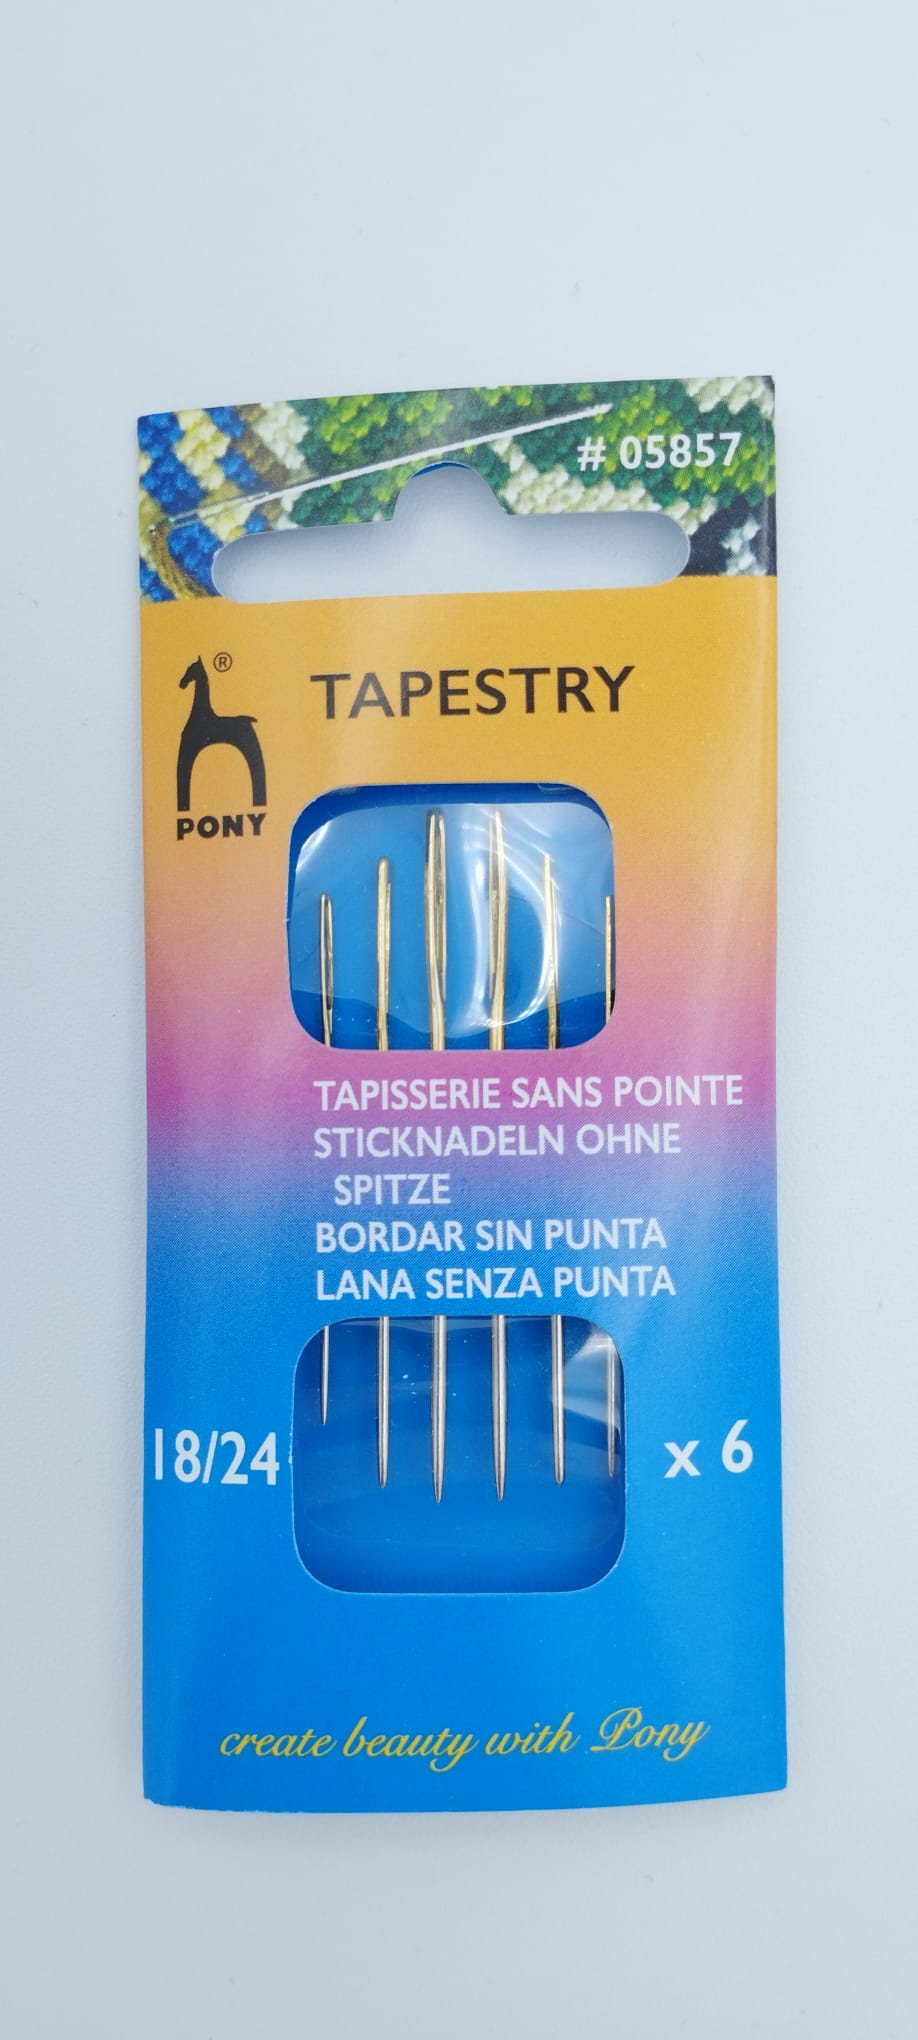 # 05857
®
TAPESTRY
PONY
TAPISSERIE SANS POINTE
STICKNADELN OHNE
SPITZE
BORDAR SIN PUNTA
LANA SENZA PUNTA
18/24
x 6
create beauty with Pony